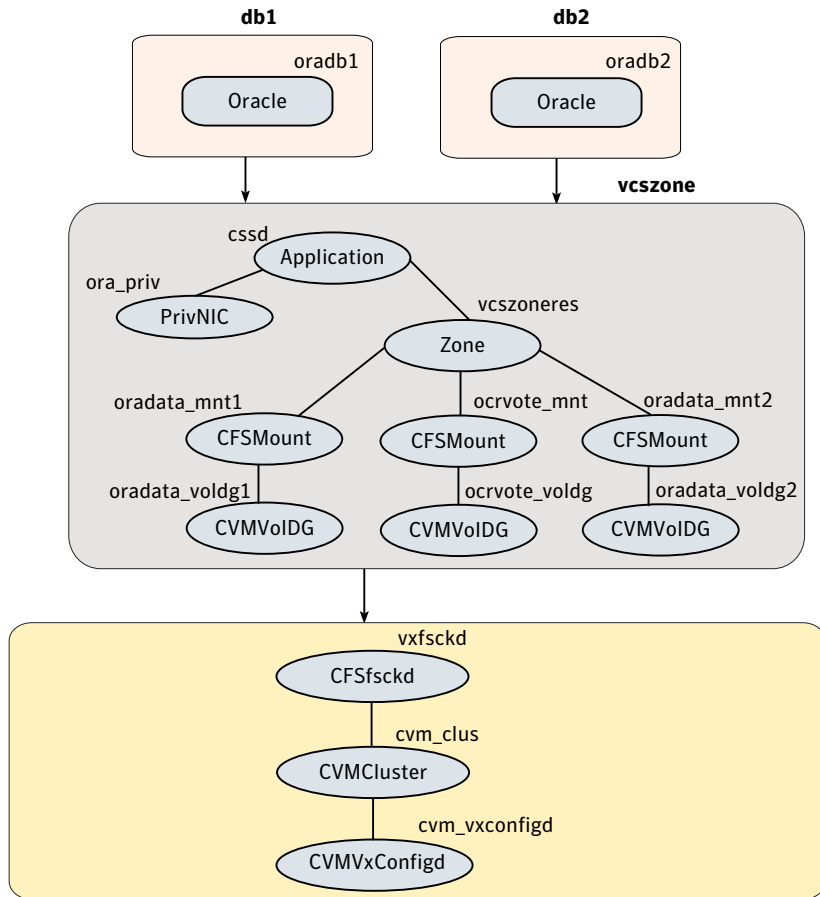 db1
db2
oradb1
Oracle
oradb2
Oracle
vcszone
cssd
Application
ora_priv
PrivNIC
vcszoneres
Zone
oradata_mnt1
CFSMount
ocrvote_mnt
CFSMount
oradata_mnt2
CFSMount
oradata_voldg1
CVMVolDG
ocrvote_voldg
CVMVolDG
oradata_voldg2
CVMVolDG
vxfsckd
CFSfsckd
cvm_clus
CVMCluster
cvm_vxconfigd
CVMVxConfigd